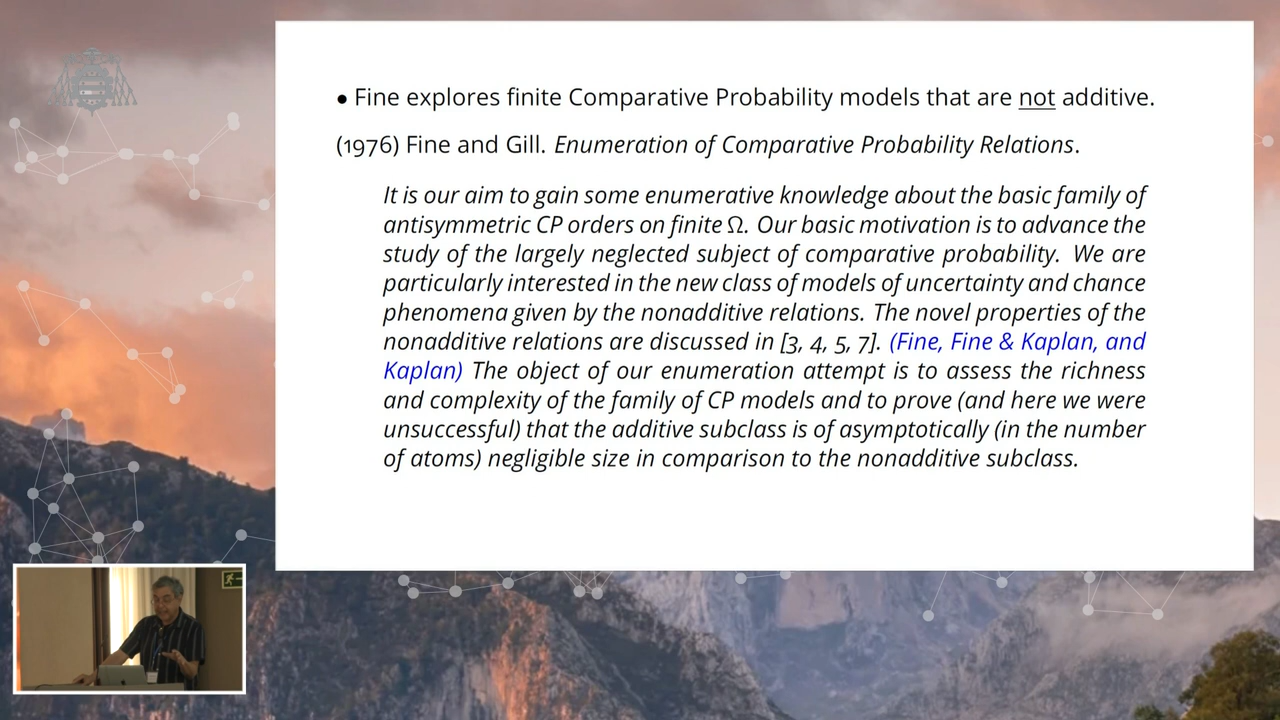 • Fine explores finite Comparative Probability models that are not additive.
(1976) Fine and Gill. Enumeration of Comparative Probability Relations.
It is our aim to gain some enumerative knowledge about the basic family of
antisymmetric CP orders on finite Ω. Our basic motivation is to advance the
study of the largely neglected subject of comparative probability. We are
particularly interested in the new class of models of uncertainty and chance
phenomena given by the nonadditive relations. The novel properties of the
nonadditive relations are discussed in [3, 4, 5, 7]. (Fine, Fine & Kaplan, and
Kaplan) The object of our enumeration attempt is to assess the richness
and complexity of the family of CP models and to prove (and here we were
unsuccessful) that the additive subclass is of asymptotically (in the number
of atoms) negligible size in comparison to the nonadditive subclass.